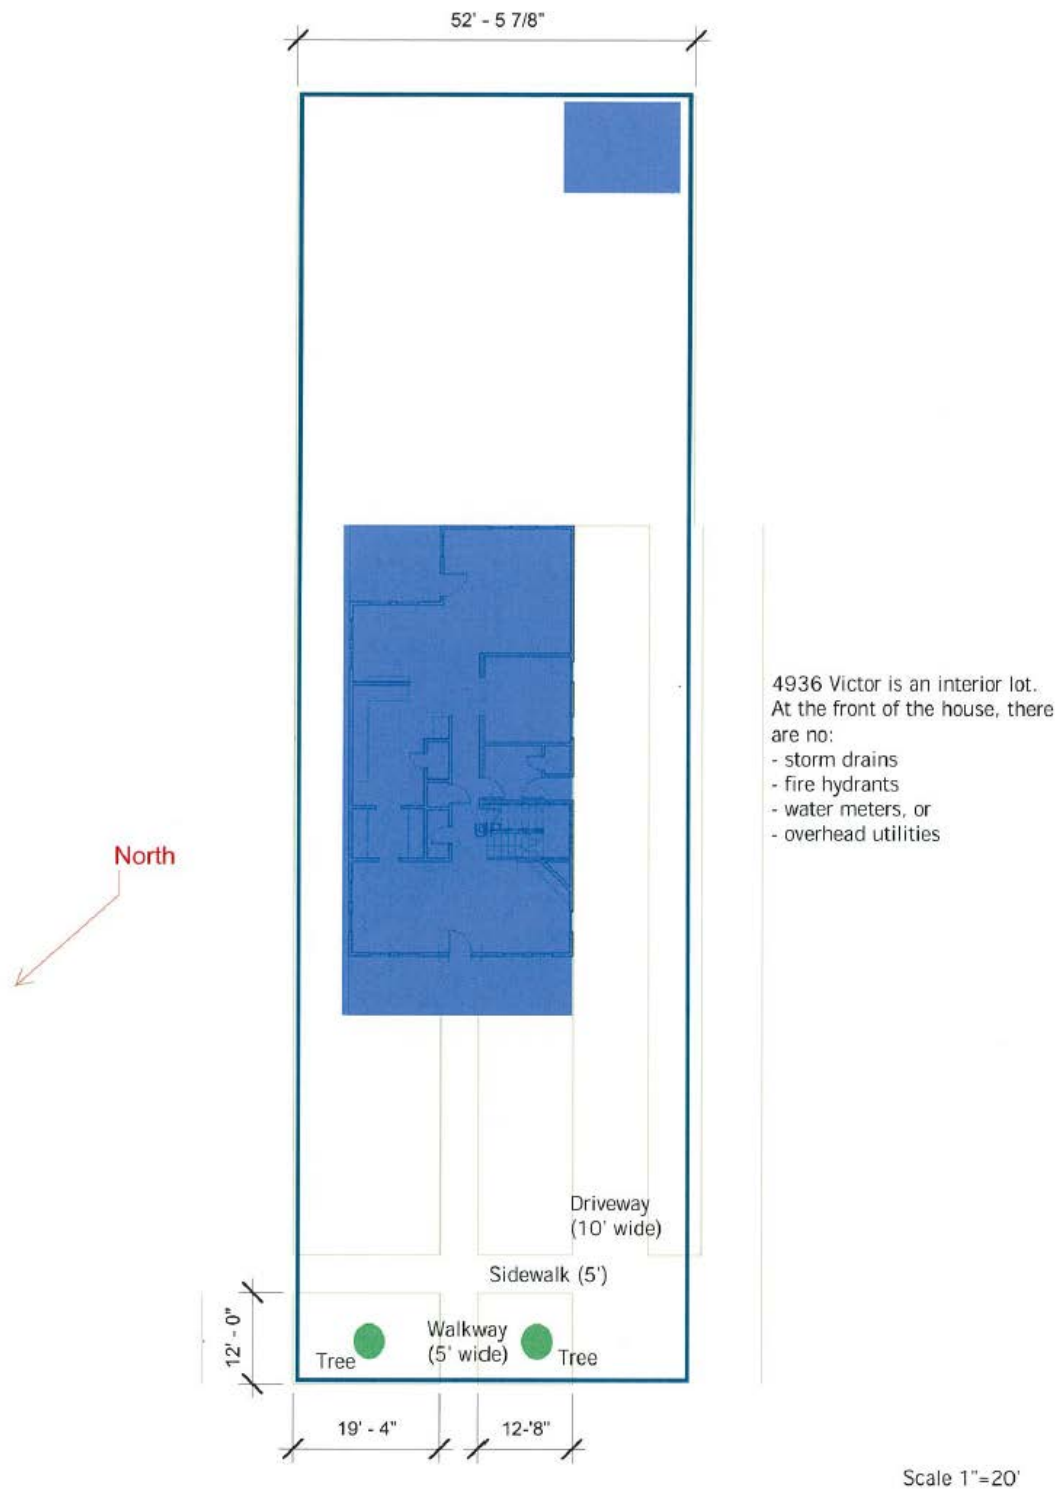 52' - 5 7/8"
4936 Victor is an interior lot.
At the front of the house, there
are no:
- storm drains
- fire hydrants
- water meters, or
- overhead utilities
North
Driveway
(10' wide)
Sidewalk (5')
12' - 0"
Walkway
(5' wide)
Tree
Tree
19' - 4"
12-'8"
Scale 1"=20'